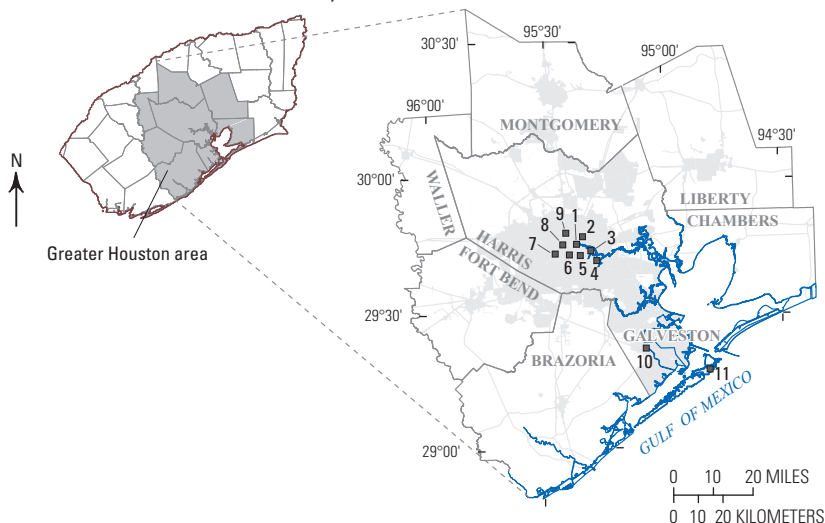 95°30'
30°30'
95°00'
96°00'
MONTGOMERY
94°30'
N
30°00'
WALLER
LIBERTY
CHAMBERS
9
1
2
8
3
HARRIS
7
6
5
4
Greater Houston area
FORT BEND
29°30'
GALVESTON
BRAZORIA
10
11
GULF OF MEXICO
29°00'
0 10 20 MILES
0 10 20 KILOMETERS